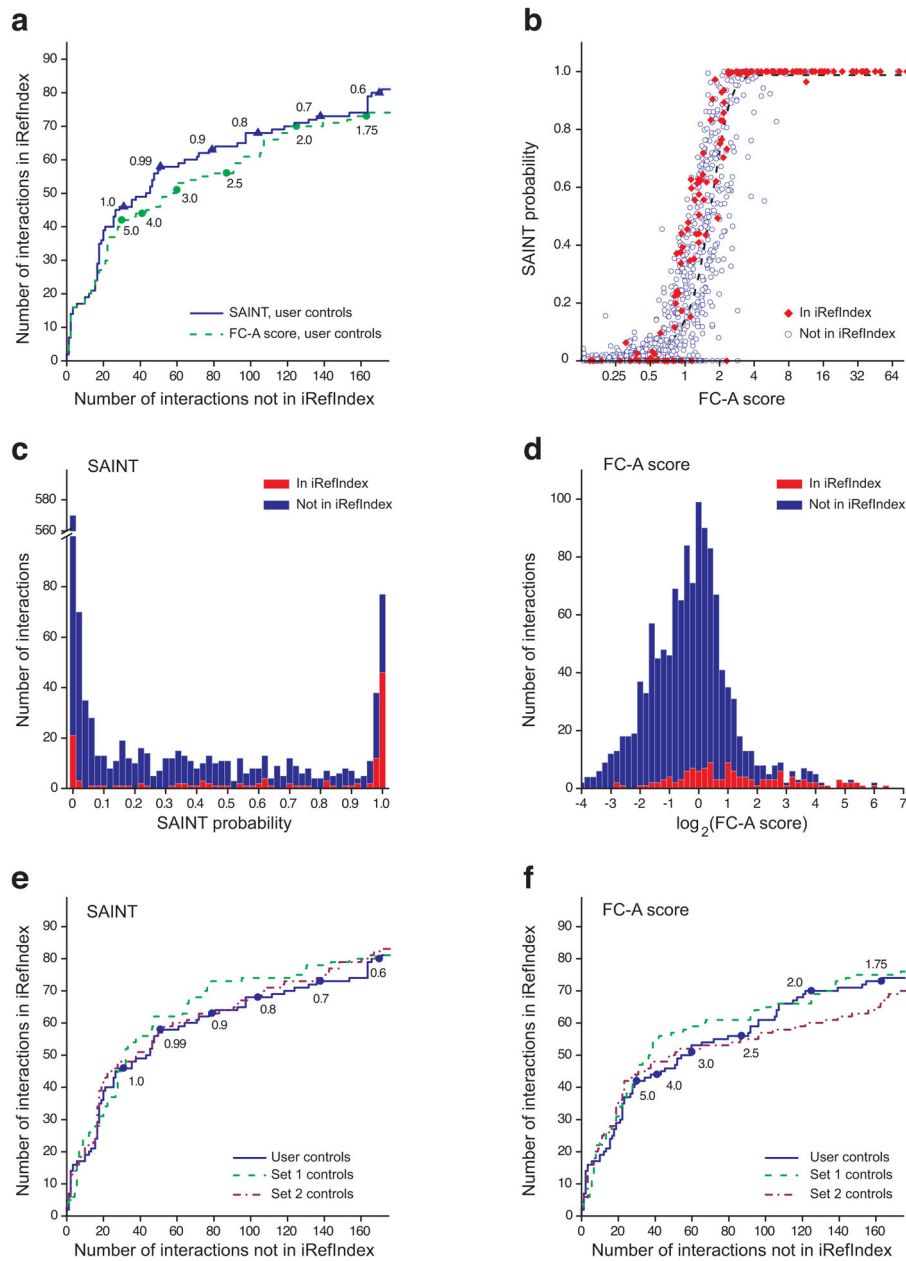 a
Number of interactions in iRefIndex
90
80
70
60
50
40
30
20
10
0
0 20 40 60 80 100 120 140 160
Number of interactions not in iRefIndex
1.0
0.99
0.9
0.8
0.7
0.6
5.0
4.0
3.0
2.5
2.0
1.75
SAINT, user controls
FC-A score, user controls
b
SAINT probability
1.0
0.8
0.6
0.4
0.2
0
0.25 0.5 1 2 4 8 16 32 64
FC-A score
In iRefIndex
Not in iRefIndex
c
SAINT
In iRefIndex
Not in iRefIndex
Number of interactions
580
560
80
60
40
20
0
0 0.1 0.2 0.3 0.4 0.5 0.6 0.7 0.8 0.9 1.0
SAINT probability
d
FC-A score
In iRefIndex
Not in iRefIndex
Number of interactions
100
80
60
40
20
0
-4 -3 -2 -1 0 1 2 3 4 5 6 7
log2(FC-A score)
e
SAINT
Number of interactions in iRefIndex
90
80
70
60
50
40
30
20
10
0
0 20 40 60 80 100 120 140 160
Number of interactions not in iRefIndex
1.0
0.99
0.9
0.8
0.7
0.6
User controls
Set 1 controls
Set 2 controls
f
FC-A score
Number of interactions in iRefIndex
90
80
70
60
50
40
30
20
10
0
0 20 40 60 80 100 120 140 160
Number of interactions not in iRefIndex
5.0
4.0
3.0
2.5
2.0
1.75
User controls
Set 1 controls
Set 2 controls